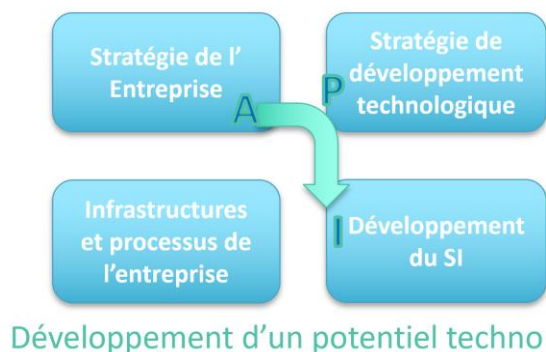 Stratégie de l’
Entreprise
A
Stratégie de
développement
technologique
P
Infrastructures
et processus de
l’entreprise
I
Développement
du SI
Développement d’un potentiel techno